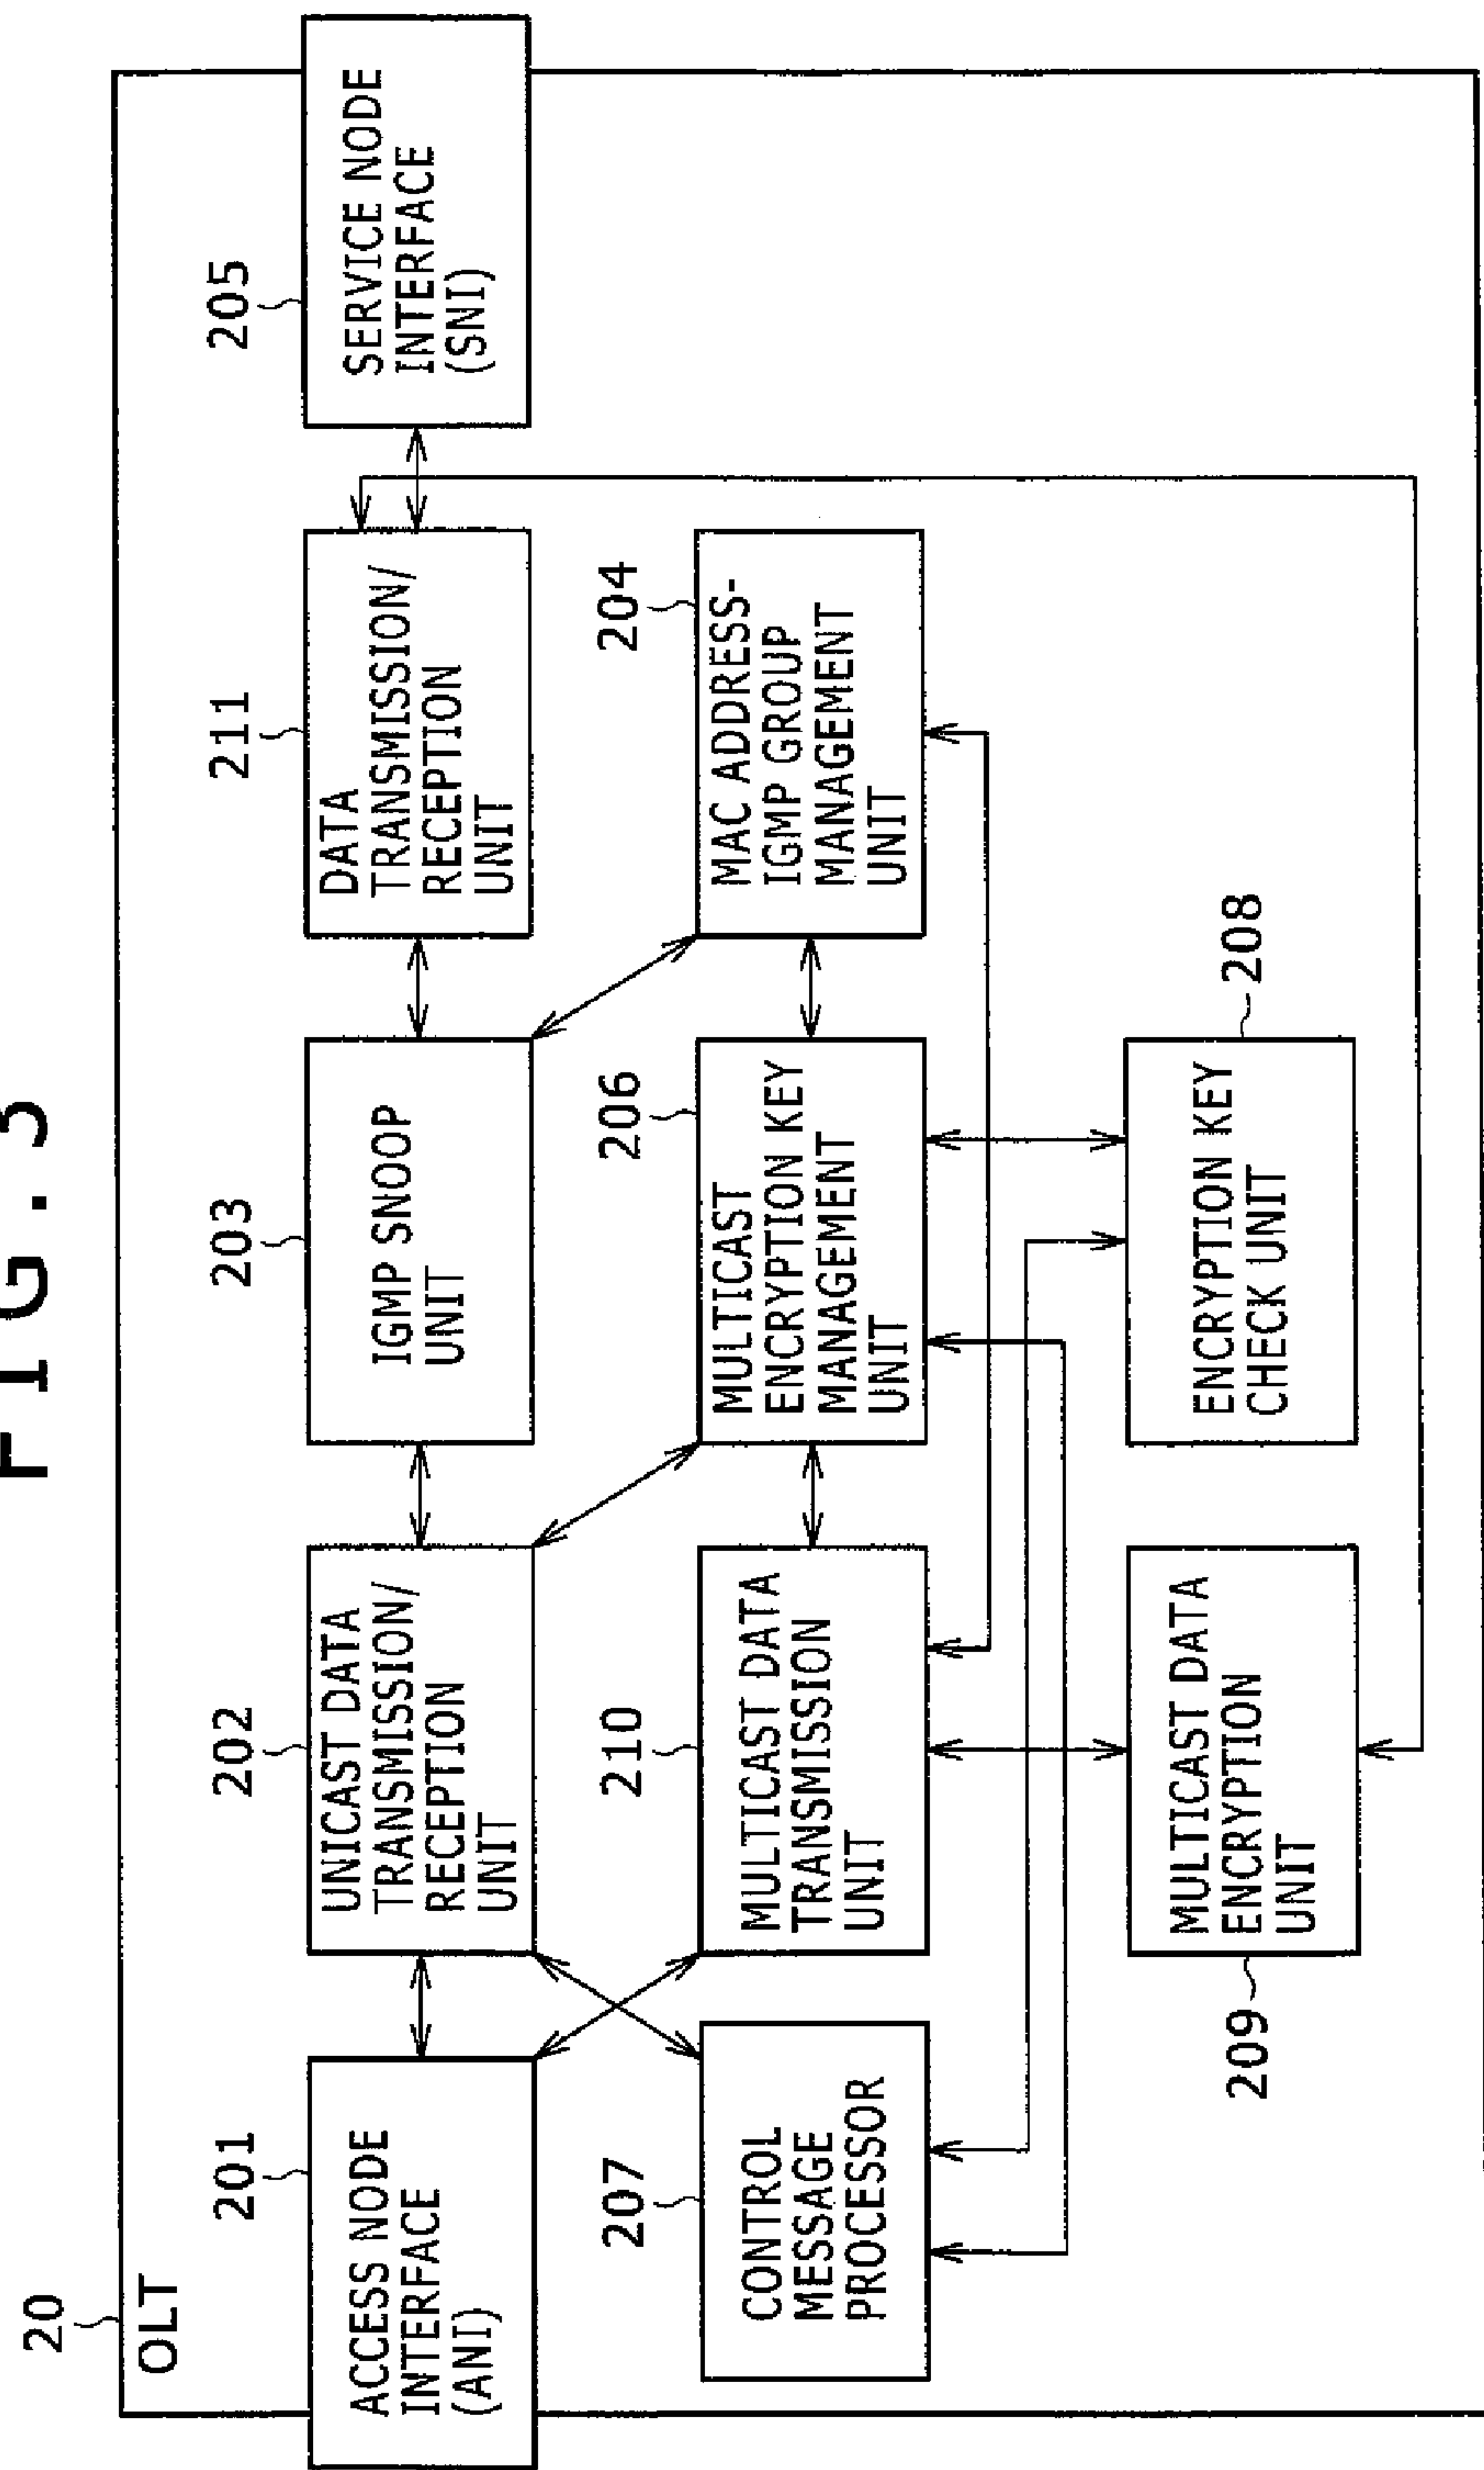 FIG.3
20
OLT
201
ACCESS NODE
INTERFACE
(ANI)
202
UNICAST DATA
TRANSMISSION/
RECEPTION
UNIT
203
IGMP SNOOP
UNIT
211
DATA
TRANSMISSION/
RECEPTION
UNIT
205
SERVICE NODE
INTERFACE
(SNI)
207
CONTROL
MESSAGE
PROCESSOR
210
MULTICAST DATA
TRANSMISSION
UNIT
206
MULTICAST
ENCRYPTION KEY
MANAGEMENT
UNIT
204
MAC ADDRESS-
IGMP GROUP
MANAGEMENT
UNIT
209
MULTICAST DATA
ENCRYPTION
UNIT
208
ENCRYPTION KEY
CHECK UNIT